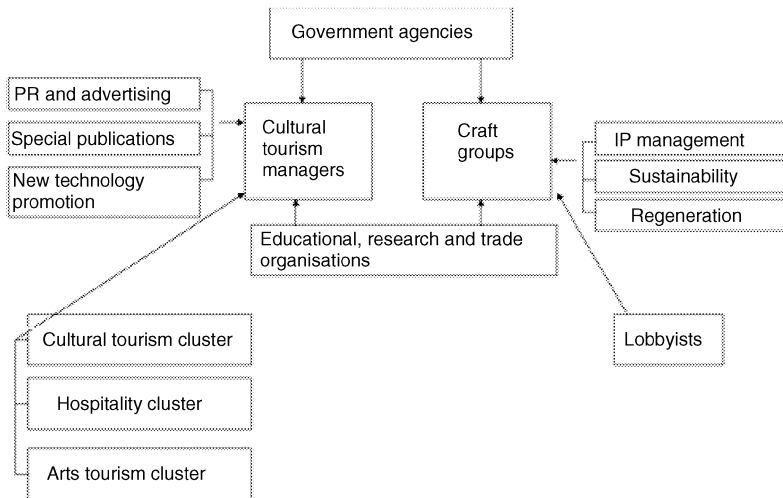 Government agencies
PR and advertising
Special publications
New technology
promotion
Cultural
tourism
managers
Craft
groups
IP management
Sustainability
Regeneration
Educational, research and trade
organisations
Cultural tourism cluster
Hospitality cluster
Arts tourism cluster
Lobbyists